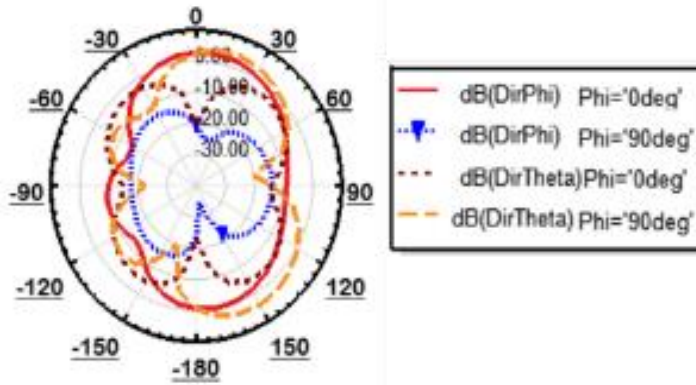 0
-30 30
0.00
-10.00
-20.00
-30.00
-60 60
-90 90
-120 120
-150 150
-180
dB(DirPhi) Phi='0deg'
dB(DirPhi) Phi='90deg'
dB(DirTheta) Phi='0deg'
dB(DirTheta) Phi='90deg'